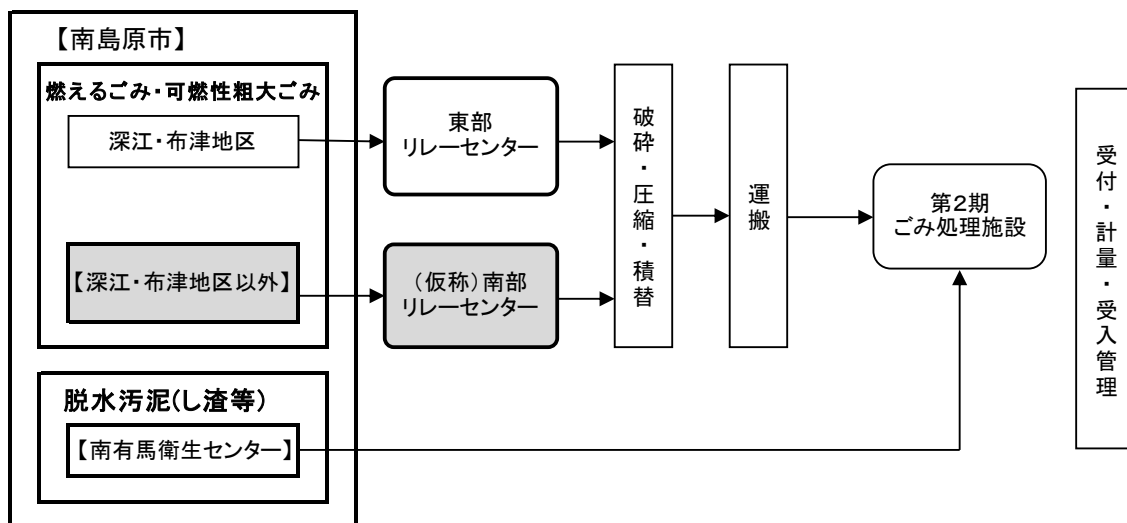 【南島原市】
燃えるごみ・可燃性粗大ごみ
深江・布津地区
東部
リレーセンター
【深江・布津地区以外】
（仮称）南部
リレーセンター
破砕・圧縮・積替
運搬
第２期
ごみ処理施設
受付・計量・受入管理
脱水汚泥(し渣等)
【南有馬衛生センター】